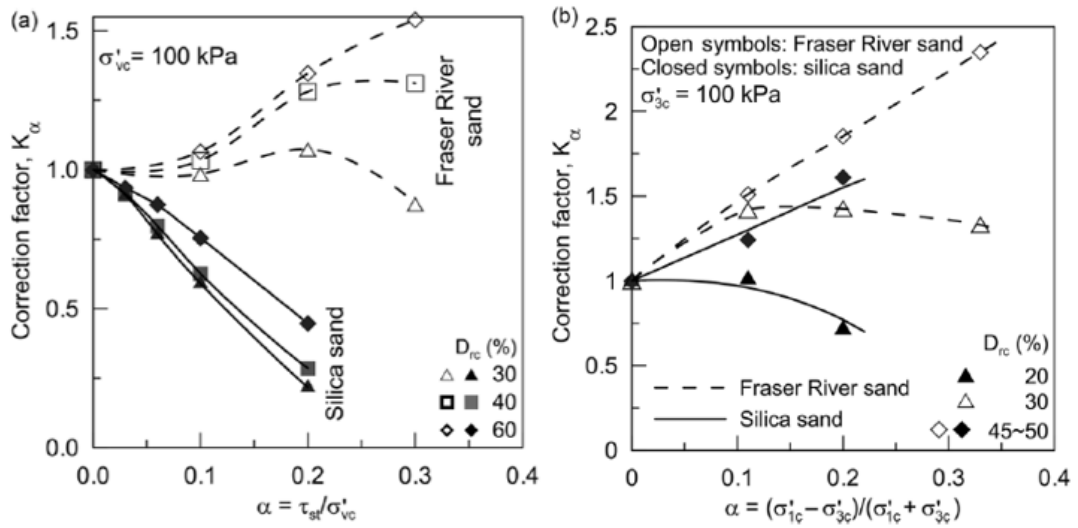 (a)
σ'vc = 100 kPa
Fraser River
sand
Silica sand
Drc (%)
30
40
60
Correction factor, Kα
1.5
1.0
0.5
0.0
0.0 0.1 0.2 0.3 0.4
α = τst/σ'vc
(b)
Open symbols: Fraser River sand
Closed symbols: silica sand
σ'3c = 100 kPa
Drc (%)
20
30
45~50
Fraser River sand
Silica sand
Correction factor, Kα
2.5
2
1.5
1
0.5
0
0 0.1 0.2 0.3 0.4
α = (σ'1c – σ'3c)/(σ'1c + σ'3c)